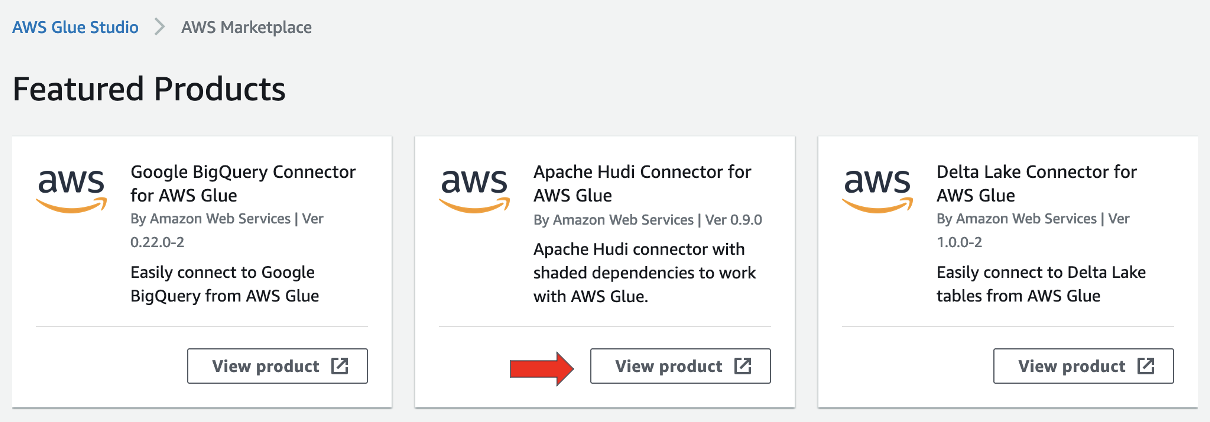 AWS Glue Studio > AWS Marketplace
Featured Products
aws
Google BigQuery Connector
for AWS Glue
By Amazon Web Services | Ver
0.22.0-2
Easily connect to Google
BigQuery from AWS Glue
View product
aws
Apache Hudi Connector for
AWS Glue
By Amazon Web Services | Ver 0.9.0
Apache Hudi connector with
shaded dependencies to work
with AWS Glue.
View product
aws
Delta Lake Connector for
AWS Glue
By Amazon Web Services | Ver
1.0.0-2
Easily connect to Delta Lake
tables from AWS Glue
View product